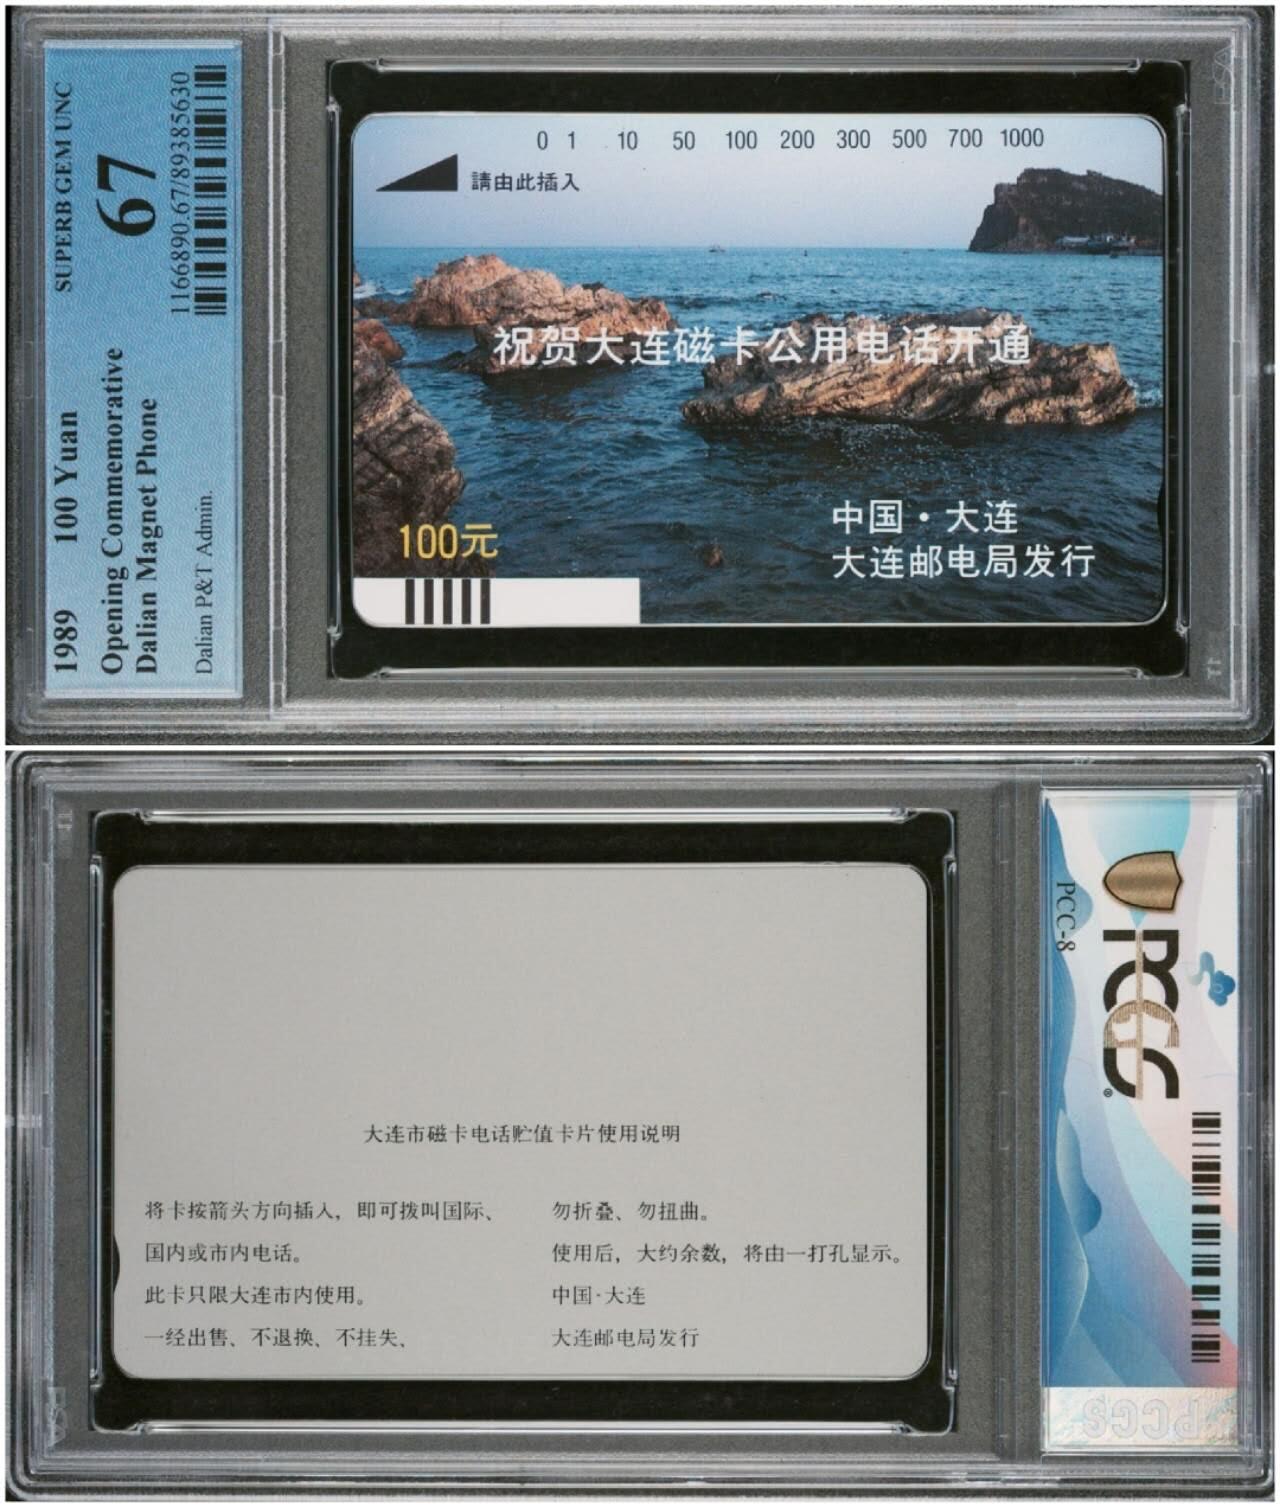 1989 100 Yuan SUPERB GEM UNC
Opening Commemorative 67
Dalian Magnet Phone
1166890.67/89385630
Dalian P&T Admin.
0 1 10 50 100 200 300 500 700 1000
請由此插入
祝贺大连磁卡公用电话开通
中国·大连
大连邮电局发行
100元
大连市磁卡电话贮值卡片使用说明
将卡按箭头方向插入，即可拨叫国际、
国内或市内电话。
此卡只限大连市内使用。
一经出售、不退换、不挂失、
勿折叠、勿扭曲。
使用后，大约余数，将由一打孔显示。
中国·大连
大连邮电局发行
PCC-8
PCGS®
PCGS